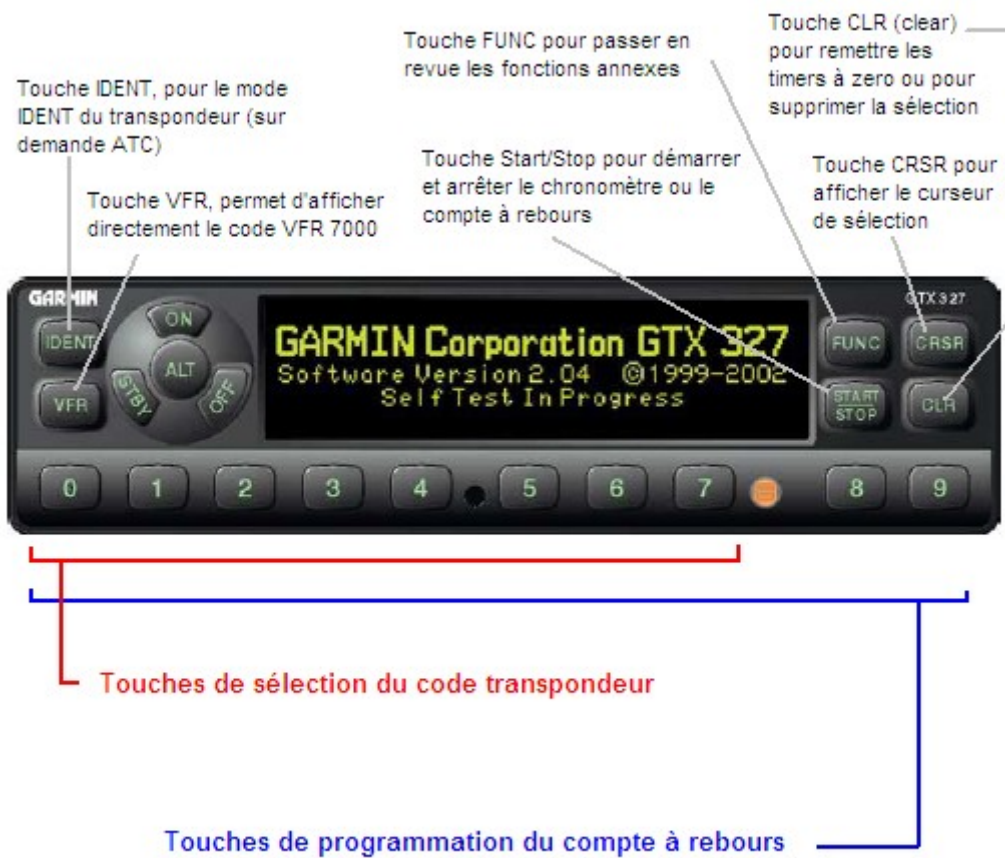 Touche CLR (clear)
pour remettre les
timers à zero ou pour
supprimer la sélection
Touche FUNC pour passer en
revue les fonctions annexes
Touche IDENT, pour le mode
IDENT du transpondeur (sur
demande ATC)
Touche Start/Stop pour démarrer
et arrêter le chronomètre ou le
compte à rebours
Touche CRSR pour
afficher le curseur
de sélection
Touche VFR, permet d'afficher
directement le code VFR 7000
GARMIN
GTX 327
IDENT
VFR
ON
ALT
STBY
OFF
GARMIN Corporation GTX 327
Software Version 2.04 ©1999-2002
Self Test In Progress
FUNC
CRSR
START
STOP
CLR
0 1 2 3 4 5 6 7 8 9
Touches de sélection du code transpondeur
Touches de programmation du compte à rebours